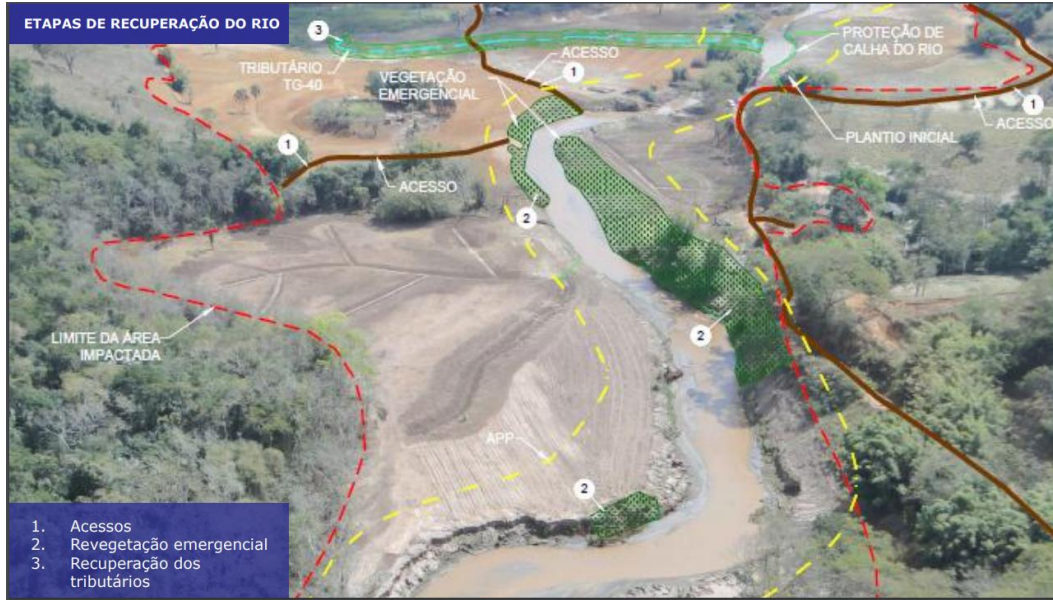 ETAPAS DE RECUPERAÇÃO DO RIO
3
TRIBUTÁRIO
TG-40
VEGETAÇÃO
EMERGENCIAL
ACESSO
1
PROTEÇÃO DE
CALHA DO RIO
PLANTIO INICIAL
1
ACESSO
1
ACESSO
2
LIMITE DA ÁREA
IMPACTADA
2
APP
2
1. Acessos
2. Revegetação emergencial
3. Recuperação dos
tributários